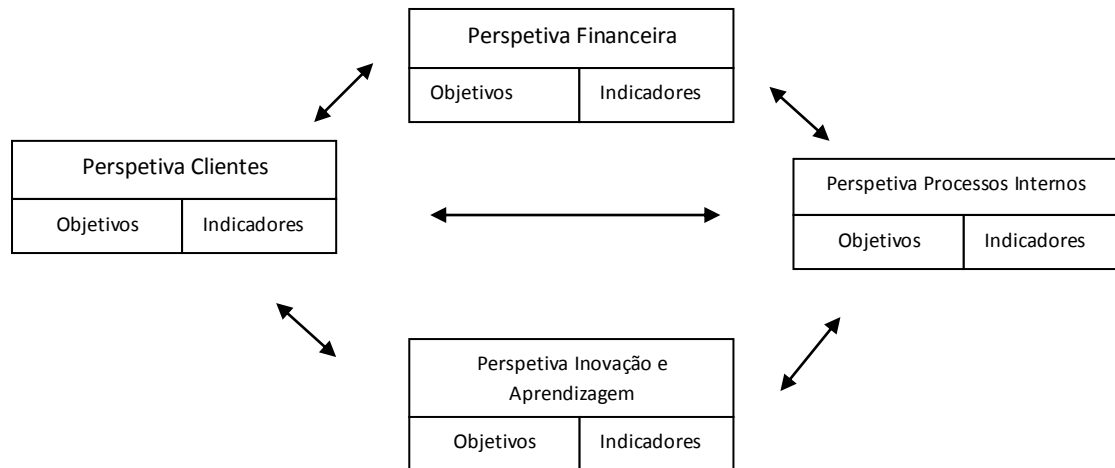 Perspetiva Financeira
Objetivos
Indicadores
Perspetiva Clientes
Objetivos
Indicadores
Perspetiva Processos Internos
Objetivos
Indicadores
Perspetiva Inovação e
Aprendizagem
Objetivos
Indicadores